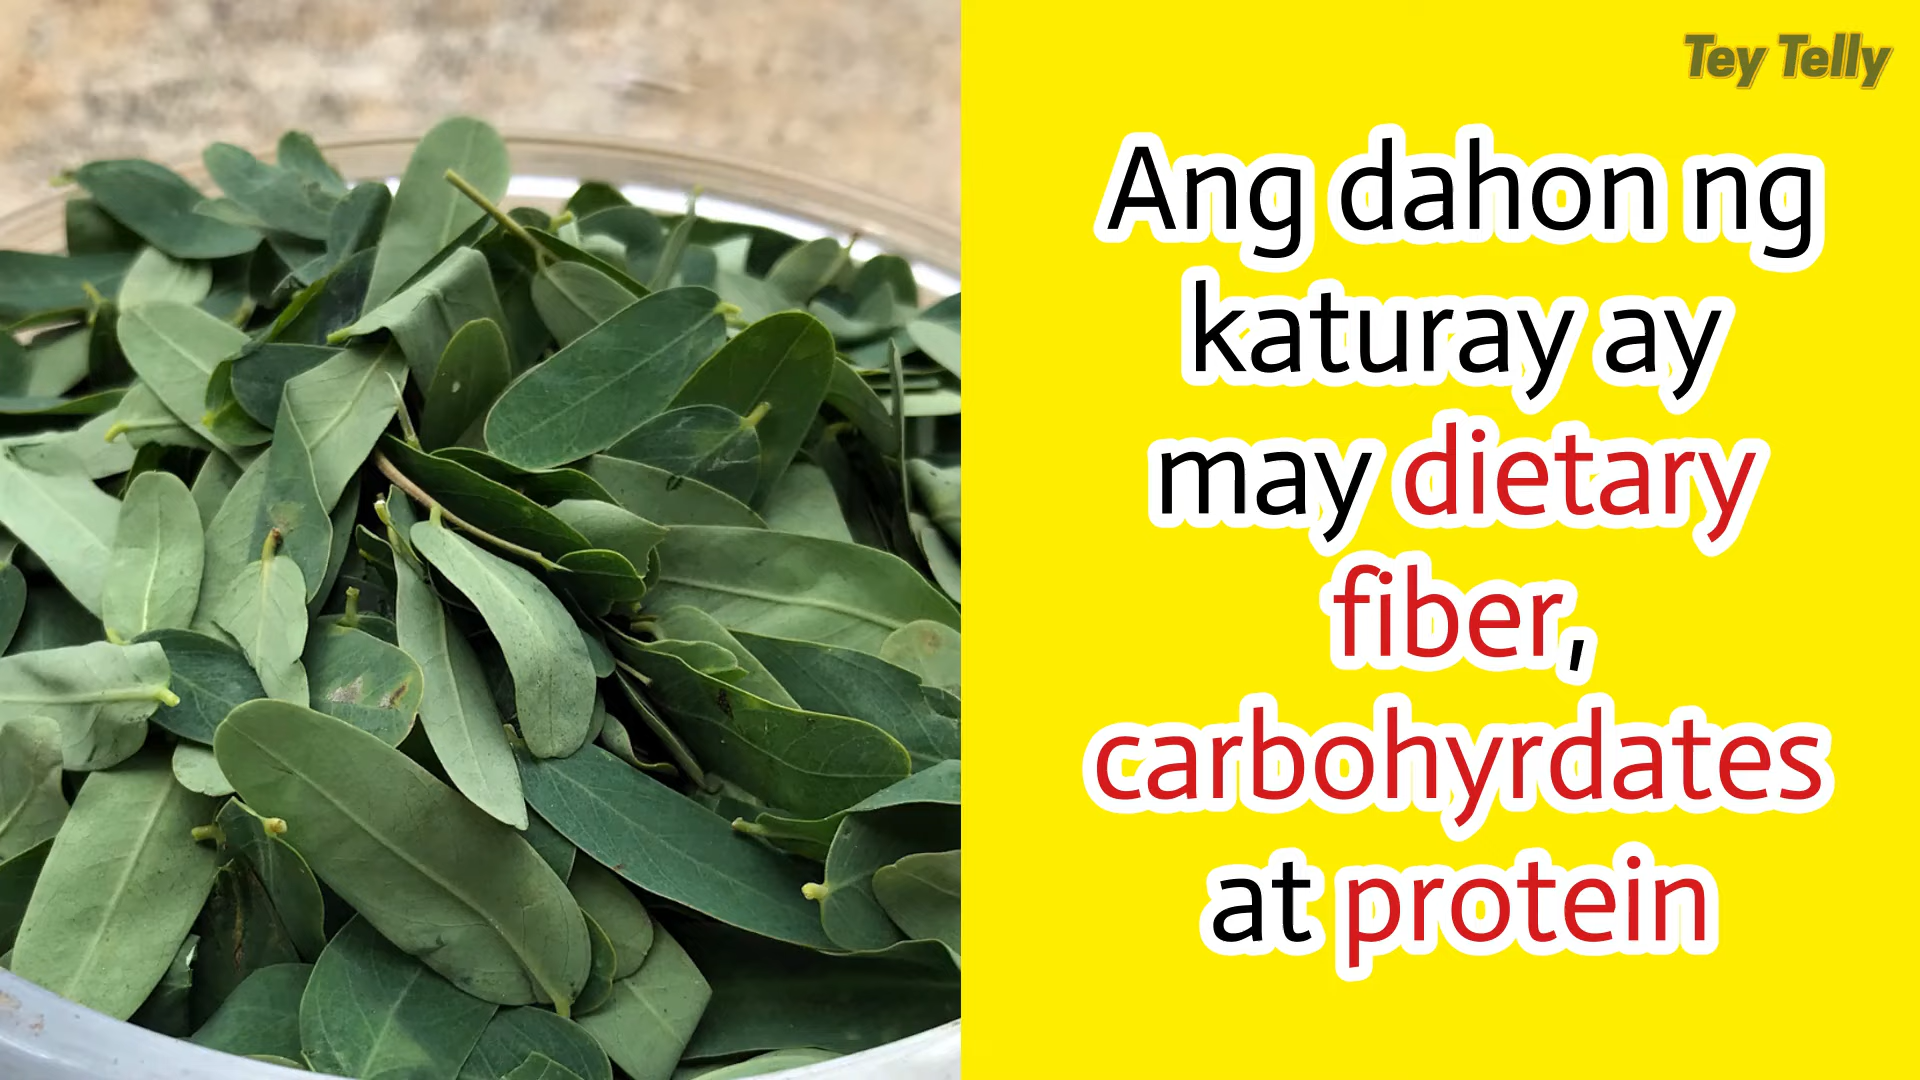 Tey Telly
Ang dahon ng
katuray ay
may dietary
fiber,
carbohyrdates
at protein